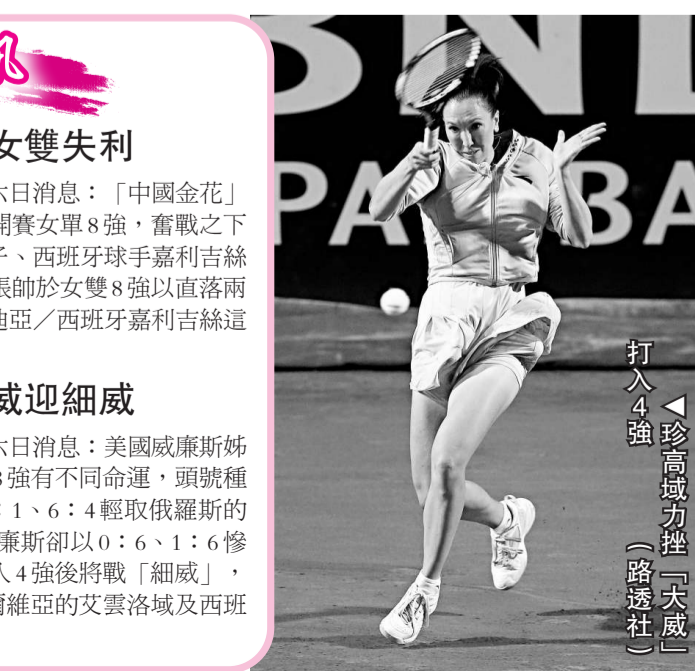 女雙失利
六日消息：「中國金花」
開賽女單8強，奮戰之下
子、西班牙球手嘉利吉絲
張帥於女雙8強以直落兩
迪亞／西班牙嘉利吉絲這
威迎細威
六日消息：美國威廉斯姊
8強有不同命運，頭號種
：1、6：4輕取俄羅斯的
廉斯卻以0：6、1：6慘
入4強後將戰「細威」，
爾維亞的艾雲洛域及西班
BNP
PA BA
◀珍高域力挫「大威」
打入4強　（路透社）